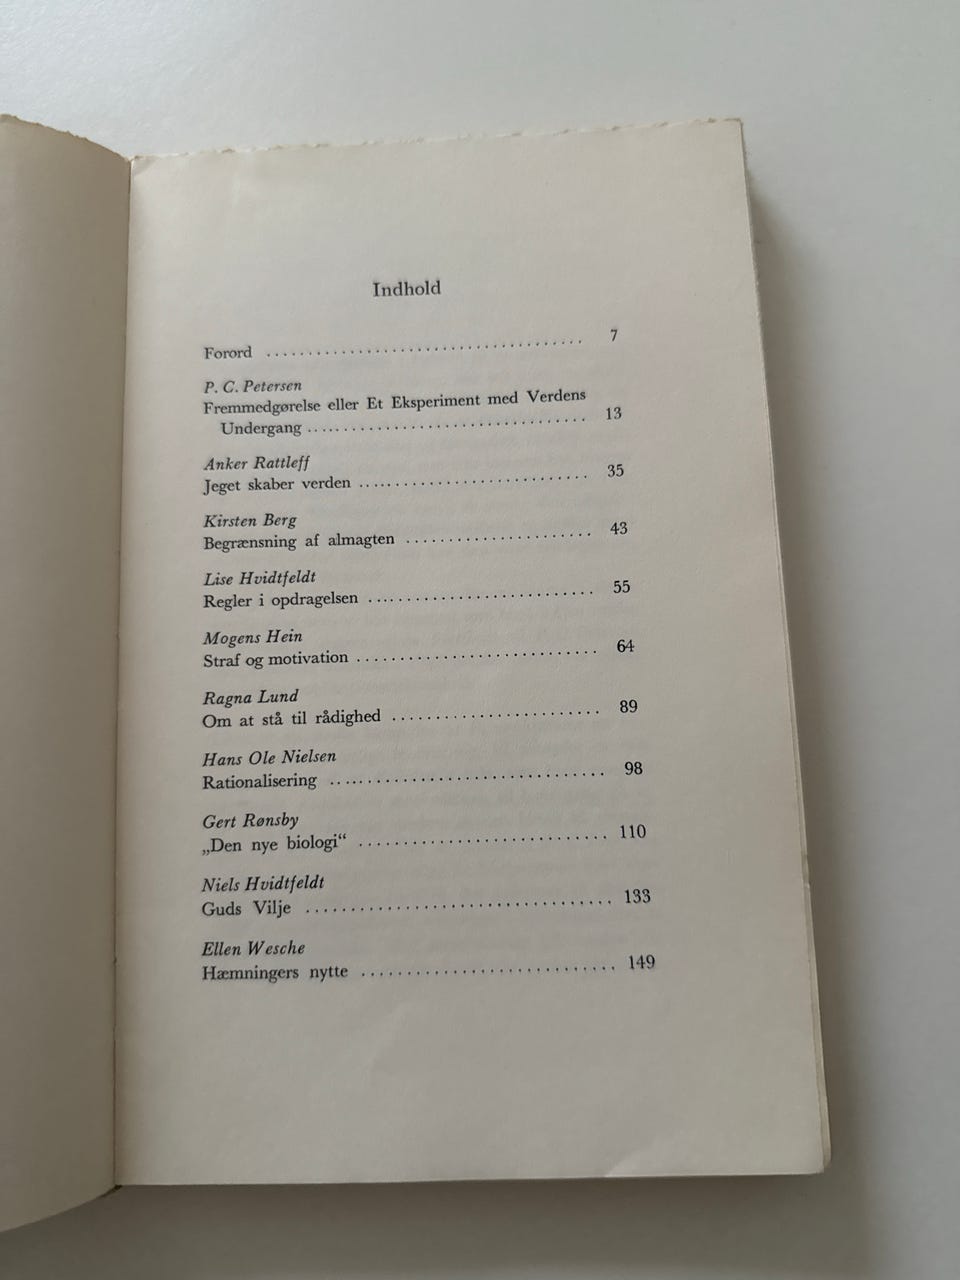 Indhold
Forord ...................................... 7
P. C. Petersen
Fremmedgørelse eller Et Eksperiment med Verdens
Undergang ................................. 13
Anker Rattleff
Jeget skaber verden ........................... 35
Kirsten Berg
Begrænsning af almagten ...................... 43
Lise Hvidtfeldt
Regler i opdragelsen ........................... 55
Mogens Hein
Straf og motivation ............................ 64
Ragna Lund
Om at stå til rådighed ........................ 89
Hans Ole Nielsen
Rationalisering ................................ 98
Gert Rønsby
„Den nye biologi“ ............................. 110
Niels Hvidtfeldt
Guds Vilje ................................... 133
Ellen Wesche
Hæmningers nytte ............................. 149